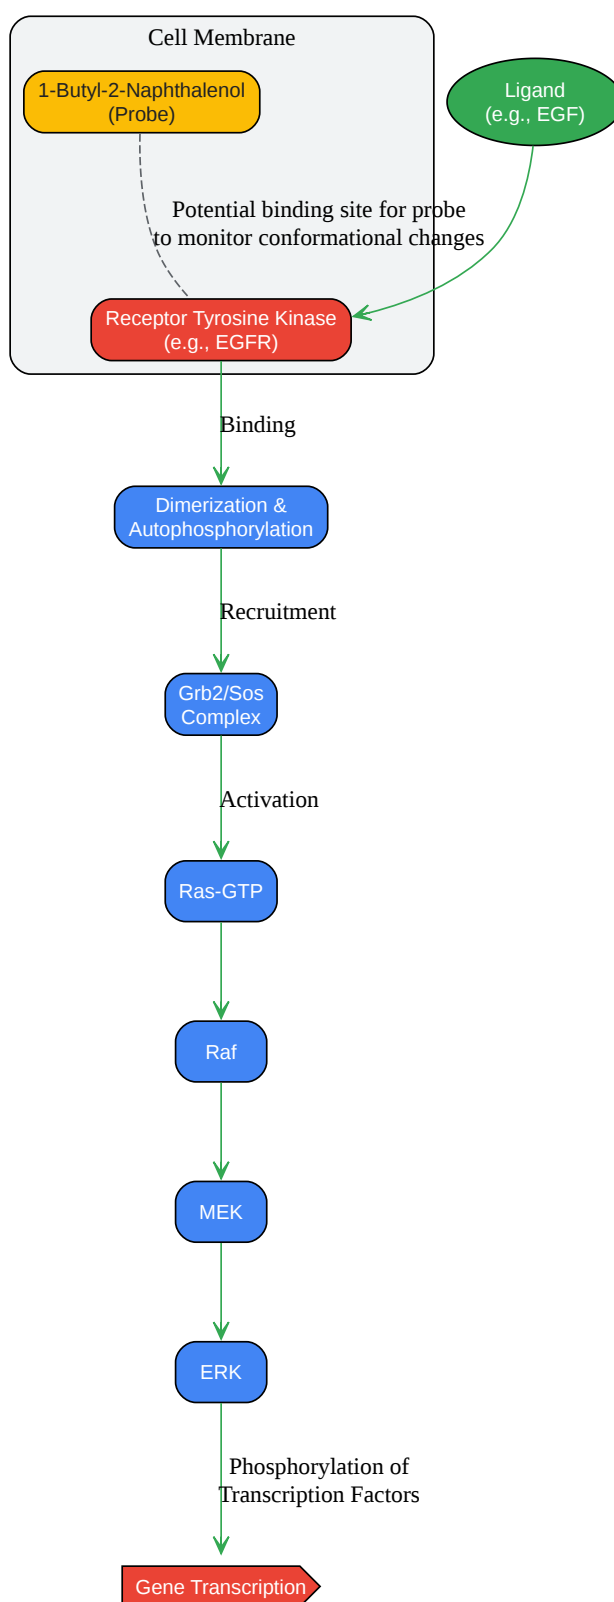 Cell Membrane
1-Butyl-2-Naphthalenol
(Probe)
Ligand
(e.g., EGF)
Potential binding site for probe
to monitor conformational changes
Receptor Tyrosine Kinase
(e.g., EGFR)
Binding
Dimerization &
Autophosphorylation
Recruitment
Grb2/Sos
Complex
Activation
Ras-GTP
Raf
MEK
ERK
Phosphorylation of
Transcription Factors
Gene Transcription